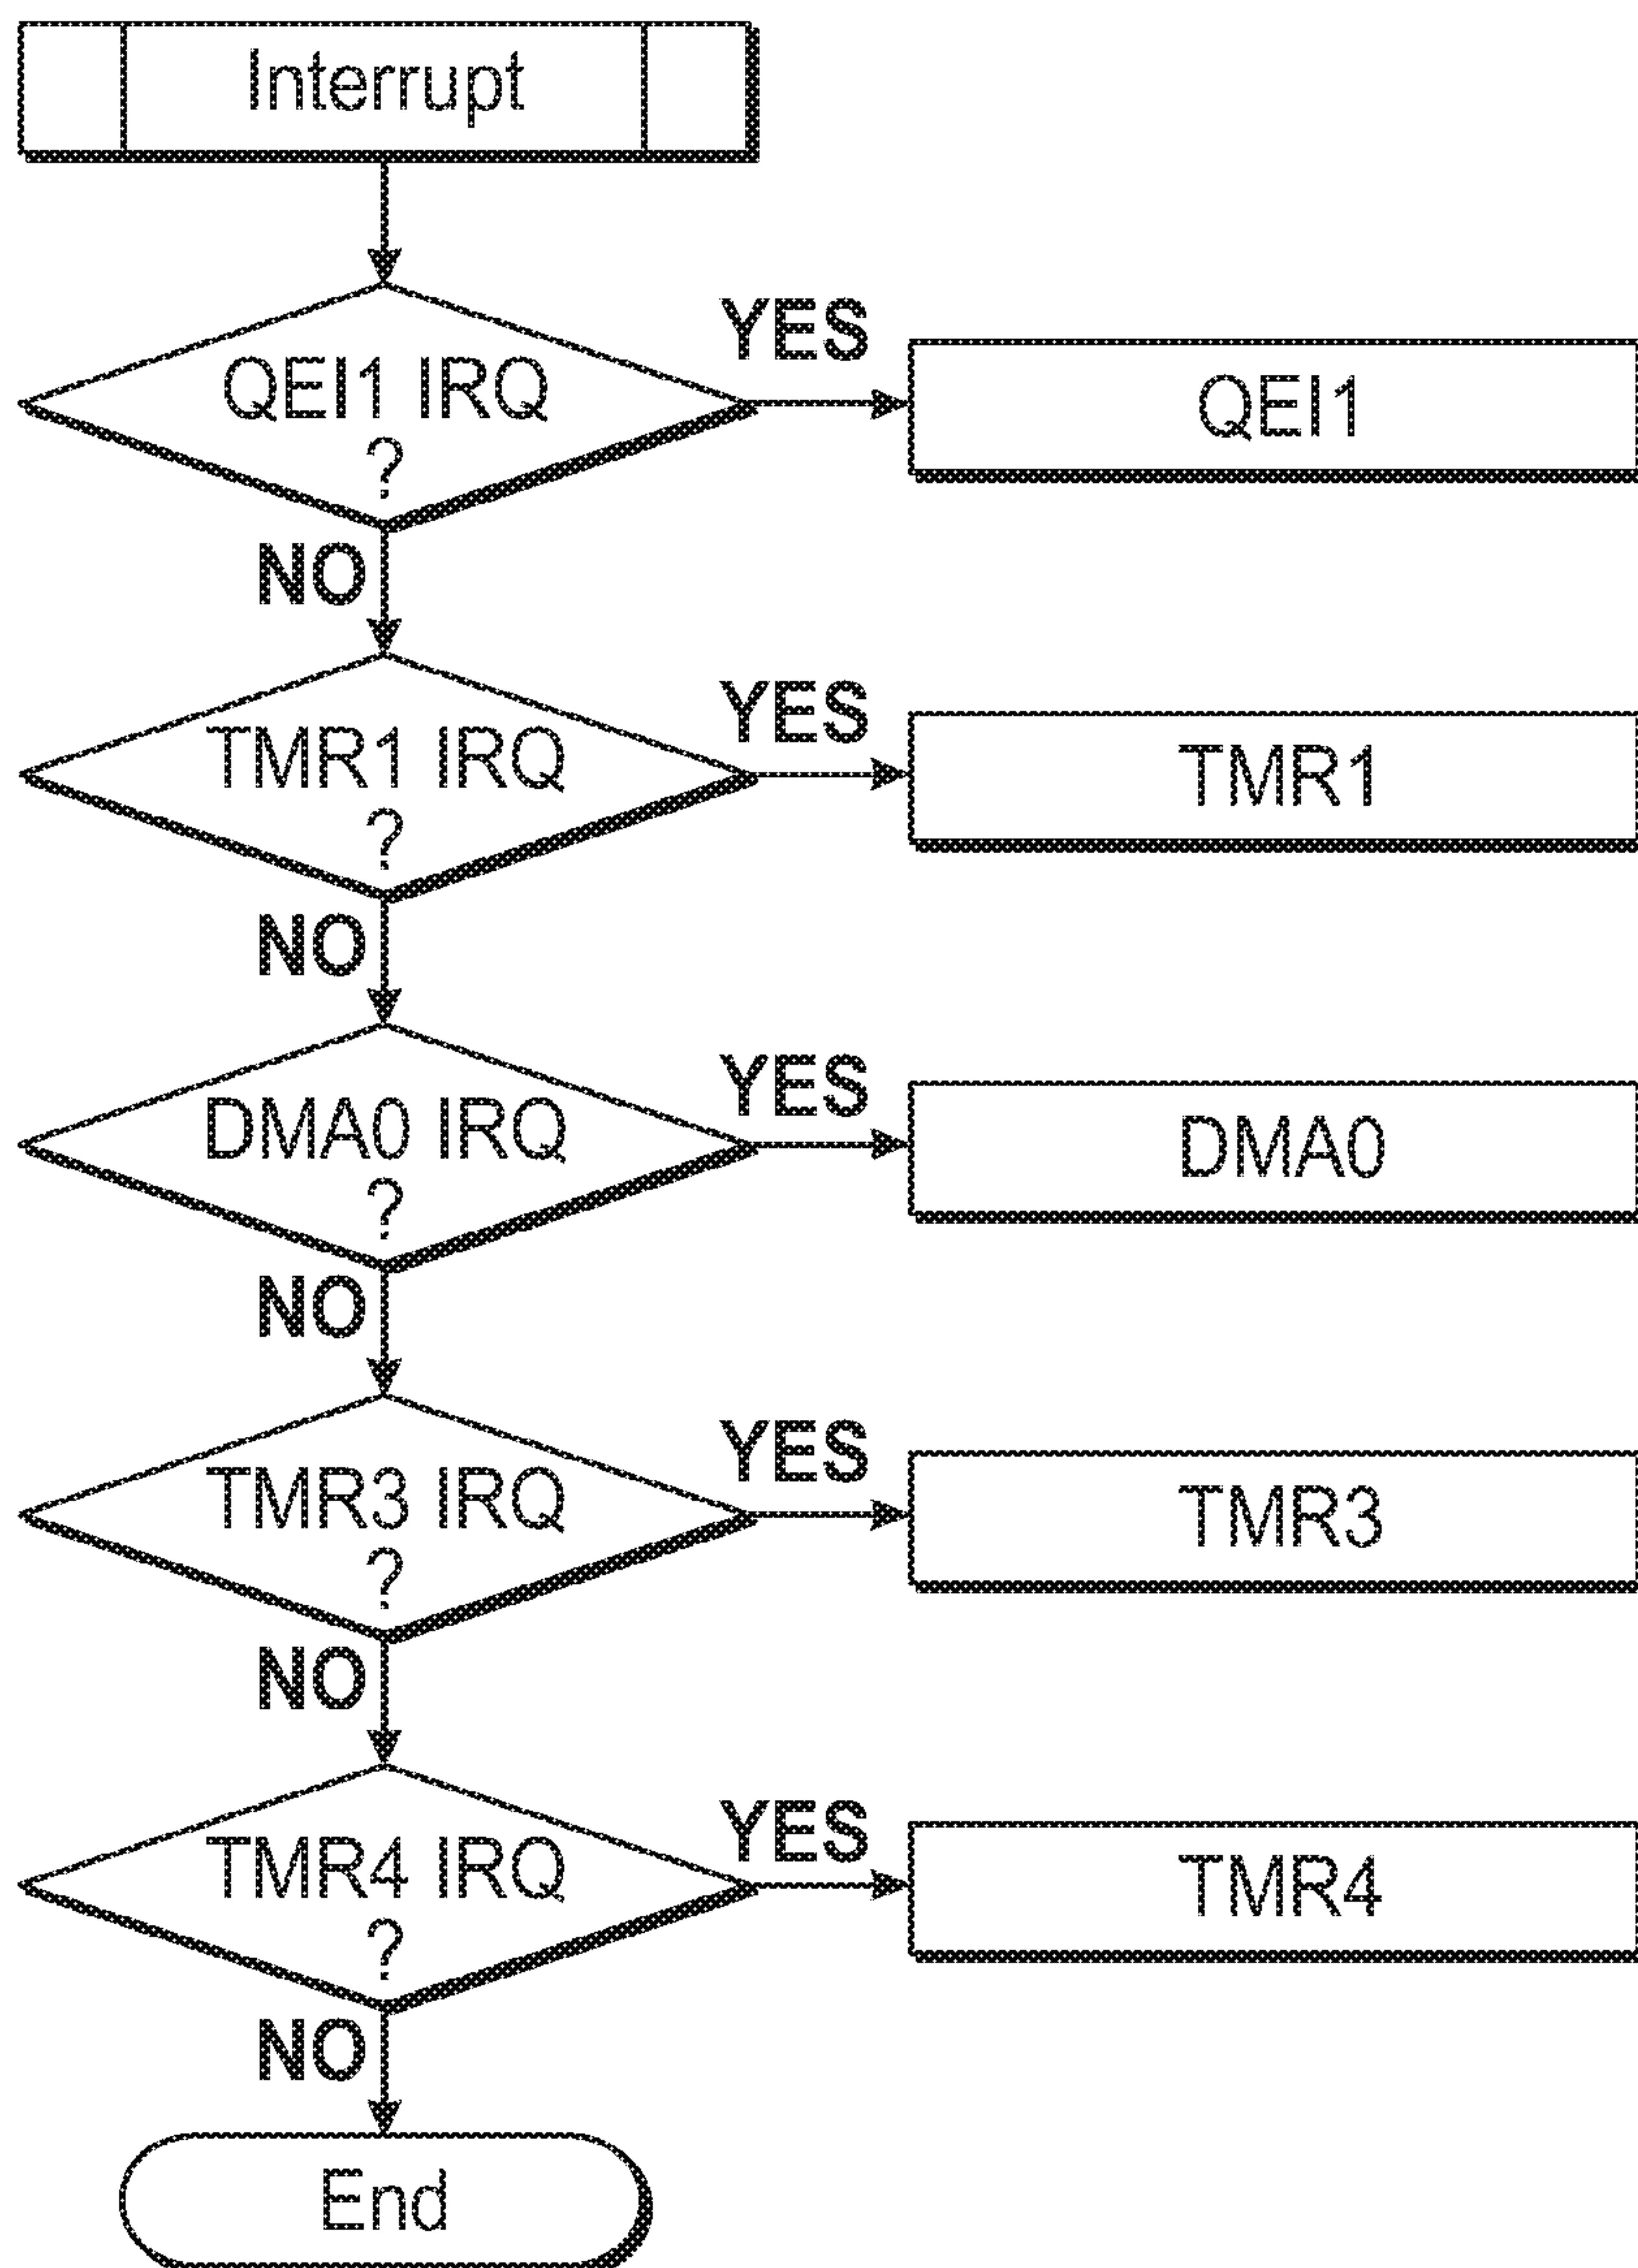 Interrupt
QEI1 IRQ
?
YES
QEI1
NO
TMR1 IRQ
?
YES
TMR1
NO
DMA0 IRQ
?
YES
DMA0
NO
TMR3 IRQ
?
YES
TMR3
NO
TMR4 IRQ
?
YES
TMR4
NO
End